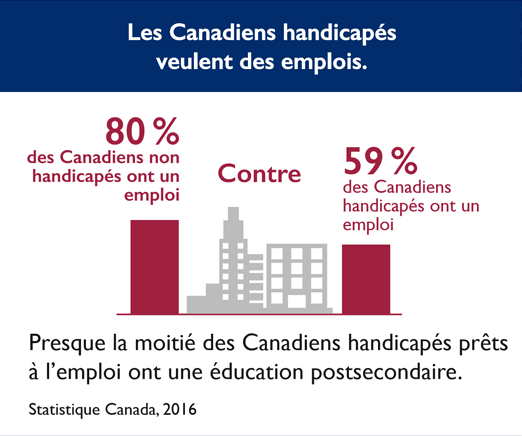 Les Canadiens handicapés
veulent des emplois.
80 %
des Canadiens non
handicapés ont un
emploi
Contre
59 %
des Canadiens
handicapés ont un
emploi
Presque la moitié des Canadiens handicapés prêts
à l’emploi ont une éducation postsecondaire.
Statistique Canada, 2016